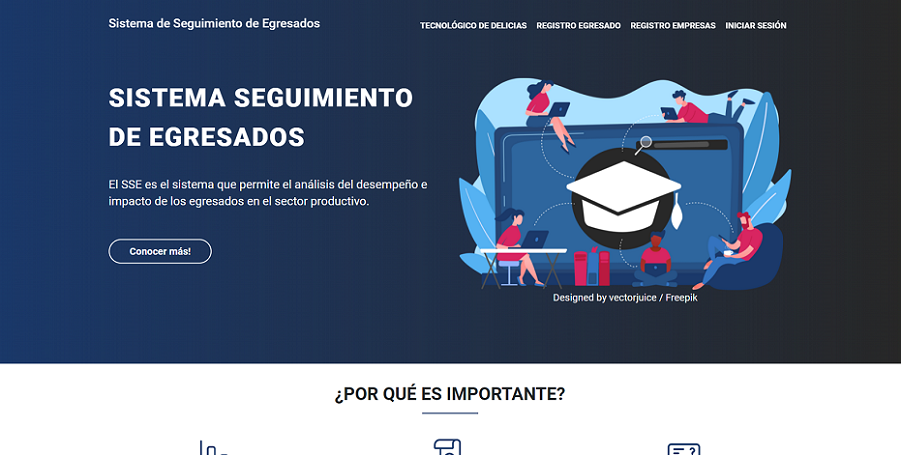 Sistema de Seguimiento de Egresados
TECNOLÓGICO DE DELICIAS REGISTRO EGRESADO REGISTRO EMPRESAS INICIAR SESIÓN
SISTEMA SEGUIMIENTO
DE EGRESADOS
El SSE es el sistema que permite el análisis del desempeño e
impacto de los egresados en el sector productivo.
Conocer más!
Designed by vectorjuice / Freepik
¿POR QUÉ ES IMPORTANTE?